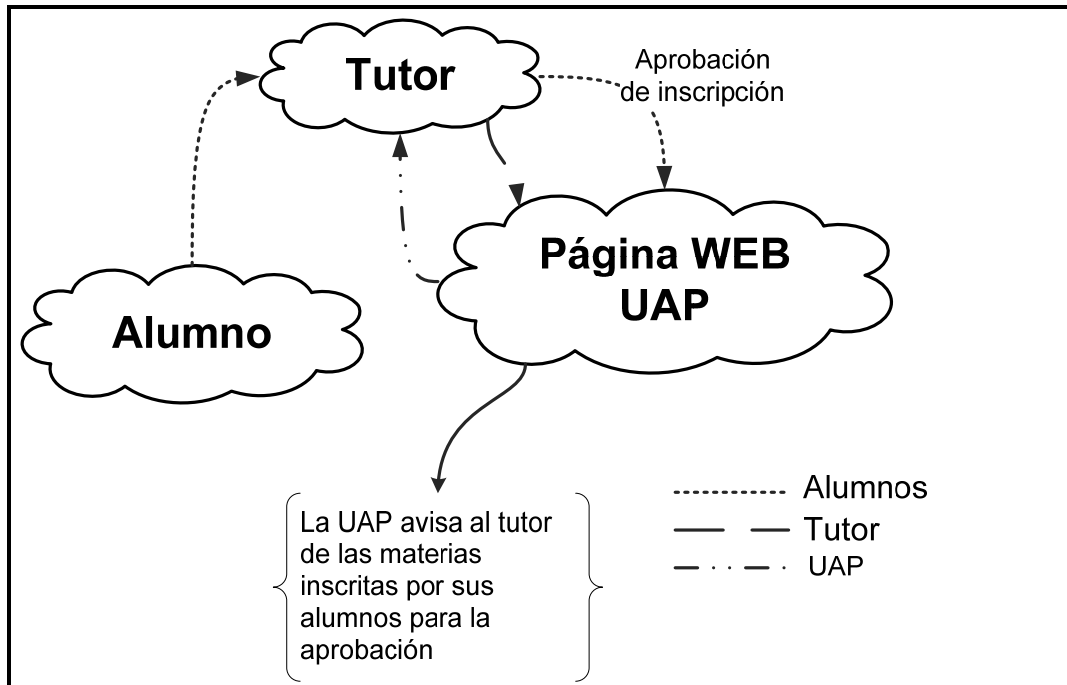 Tutor
Aprobación
de inscripción
Página WEB
UAP
Alumno
La UAP avisa al tutor
de las materias
inscritas por sus
alumnos para la
aprobación
Alumnos
Tutor
UAP